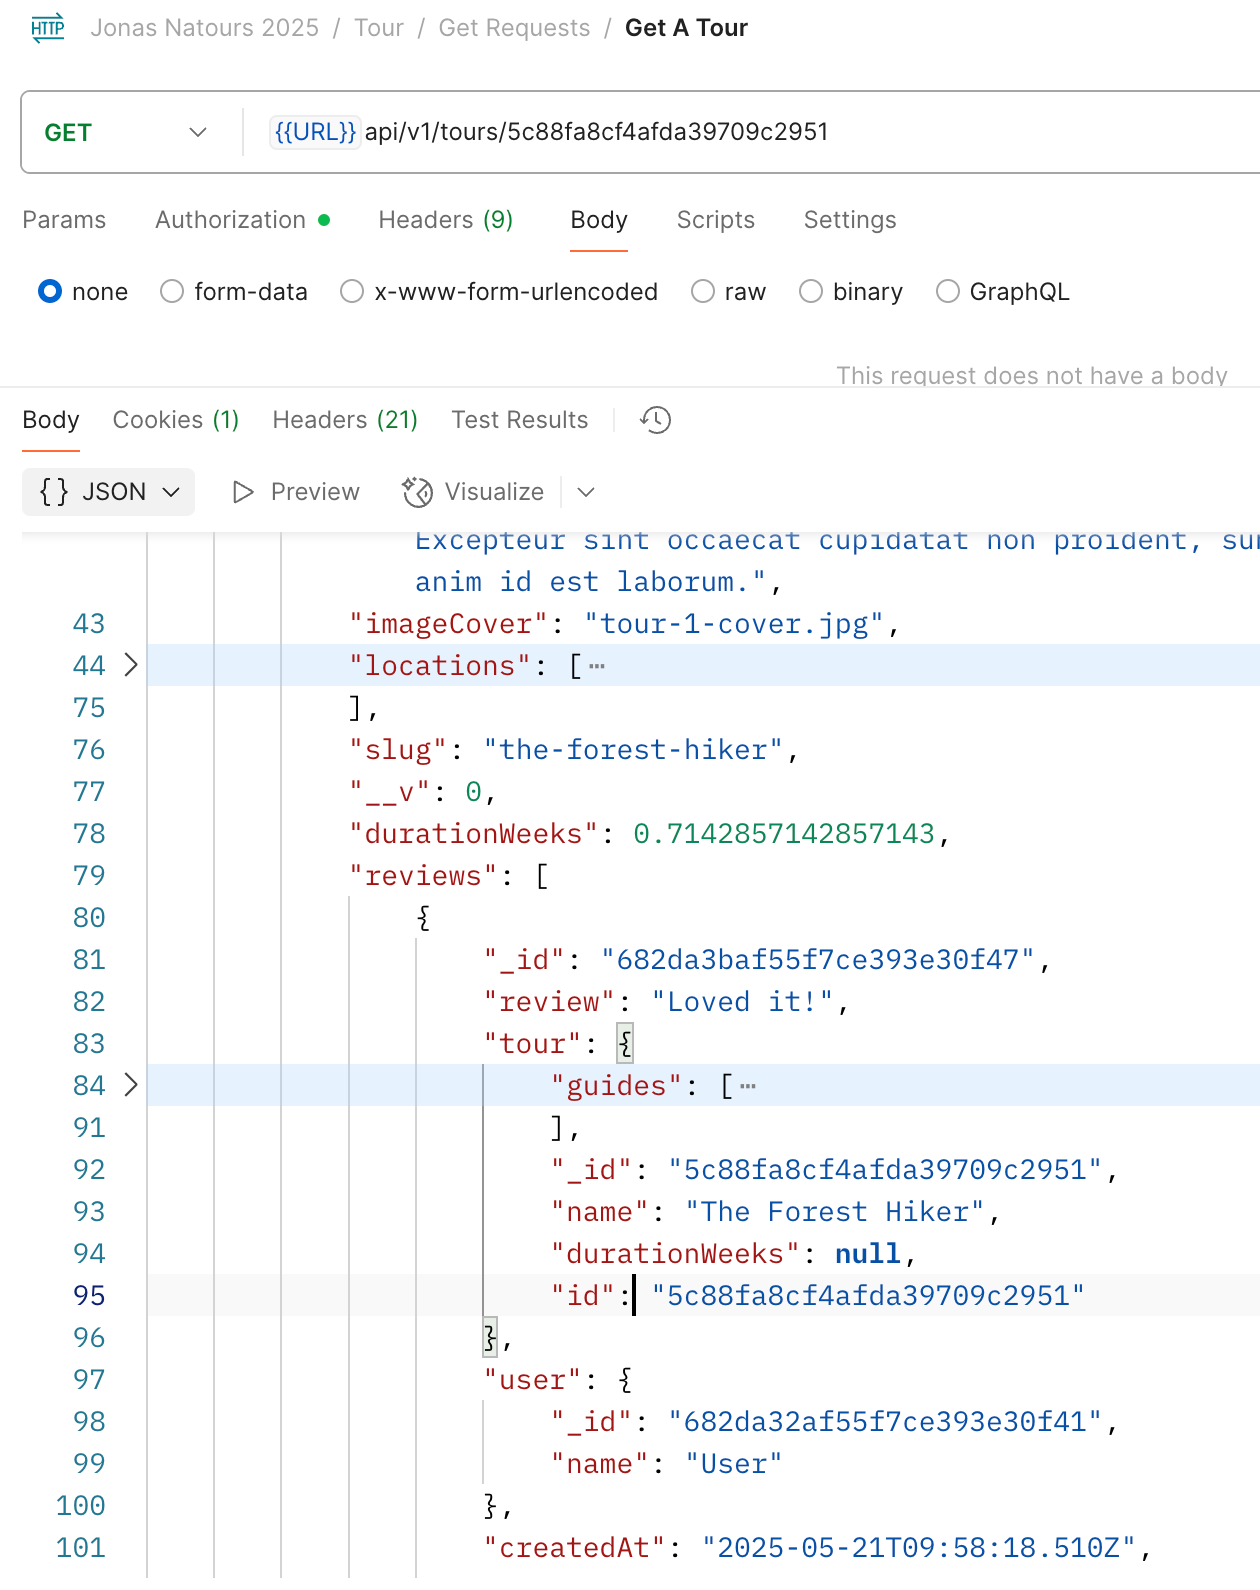 HTTP Jonas Natours 2025 / Tour / Get Requests / Get A Tour
GET {{URL}} api/v1/tours/5c88fa8cf4afda39709c2951
Params Authorization Headers (9) Body Scripts Settings
none form-data x-www-form-urlencoded raw binary GraphQL
This request does not have a body
Body Cookies (1) Headers (21) Test Results
{} JSON Preview Visualize
Excepteur sint occaecat cupidatat non proident,
anim id est laborum.",
43 "imageCover": "tour-1-cover.jpg",
44 "locations": [⋯
75 ],
76 "slug": "the-forest-hiker",
77 "__v": 0,
78 "durationWeeks": 0.7142857142857143,
79 "reviews": [
80 {
81 "_id": "682da3baf55f7ce393e30f47",
82 "review": "Loved it!",
83 "tour": {
84 "guides": [⋯
91 ],
92 "_id": "5c88fa8cf4afda39709c2951",
93 "name": "The Forest Hiker",
94 "durationWeeks": null,
95 "id": "5c88fa8cf4afda39709c2951"
96 },
97 "user": {
98 "_id": "682da32af55f7ce393e30f41",
99 "name": "User"
100 },
101 "createdAt": "2025-05-21T09:58:18.510Z",